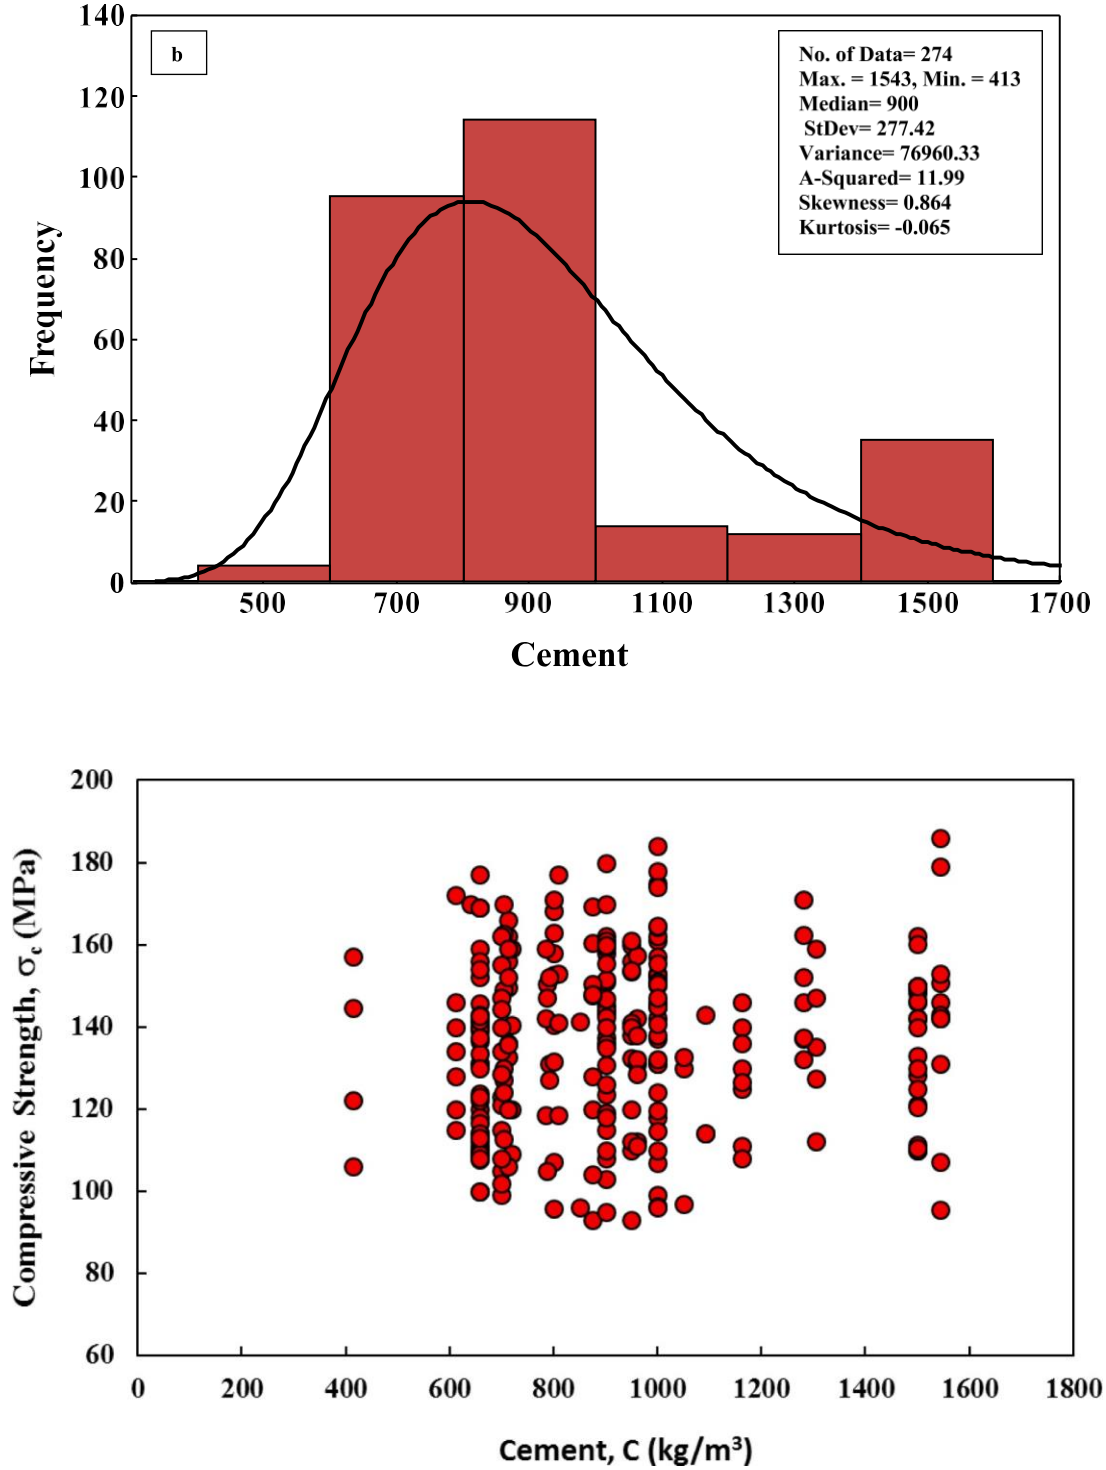 140
b
No. of Data= 274
Max. = 1543, Min. = 413
Median= 900
StDev= 277.42
Variance= 76960.33
A-Squared= 11.99
Skewness= 0.864
Kurtosis= -0.065
120
100
80
60
40
20
0
Frequency
500 700 900 1100 1300 1500 1700
Cement
200
180
160
140
120
100
80
60
Compressive Strength, σc (MPa)
0 200 400 600 800 1000 1200 1400 1600 1800
Cement, C (kg/m³)